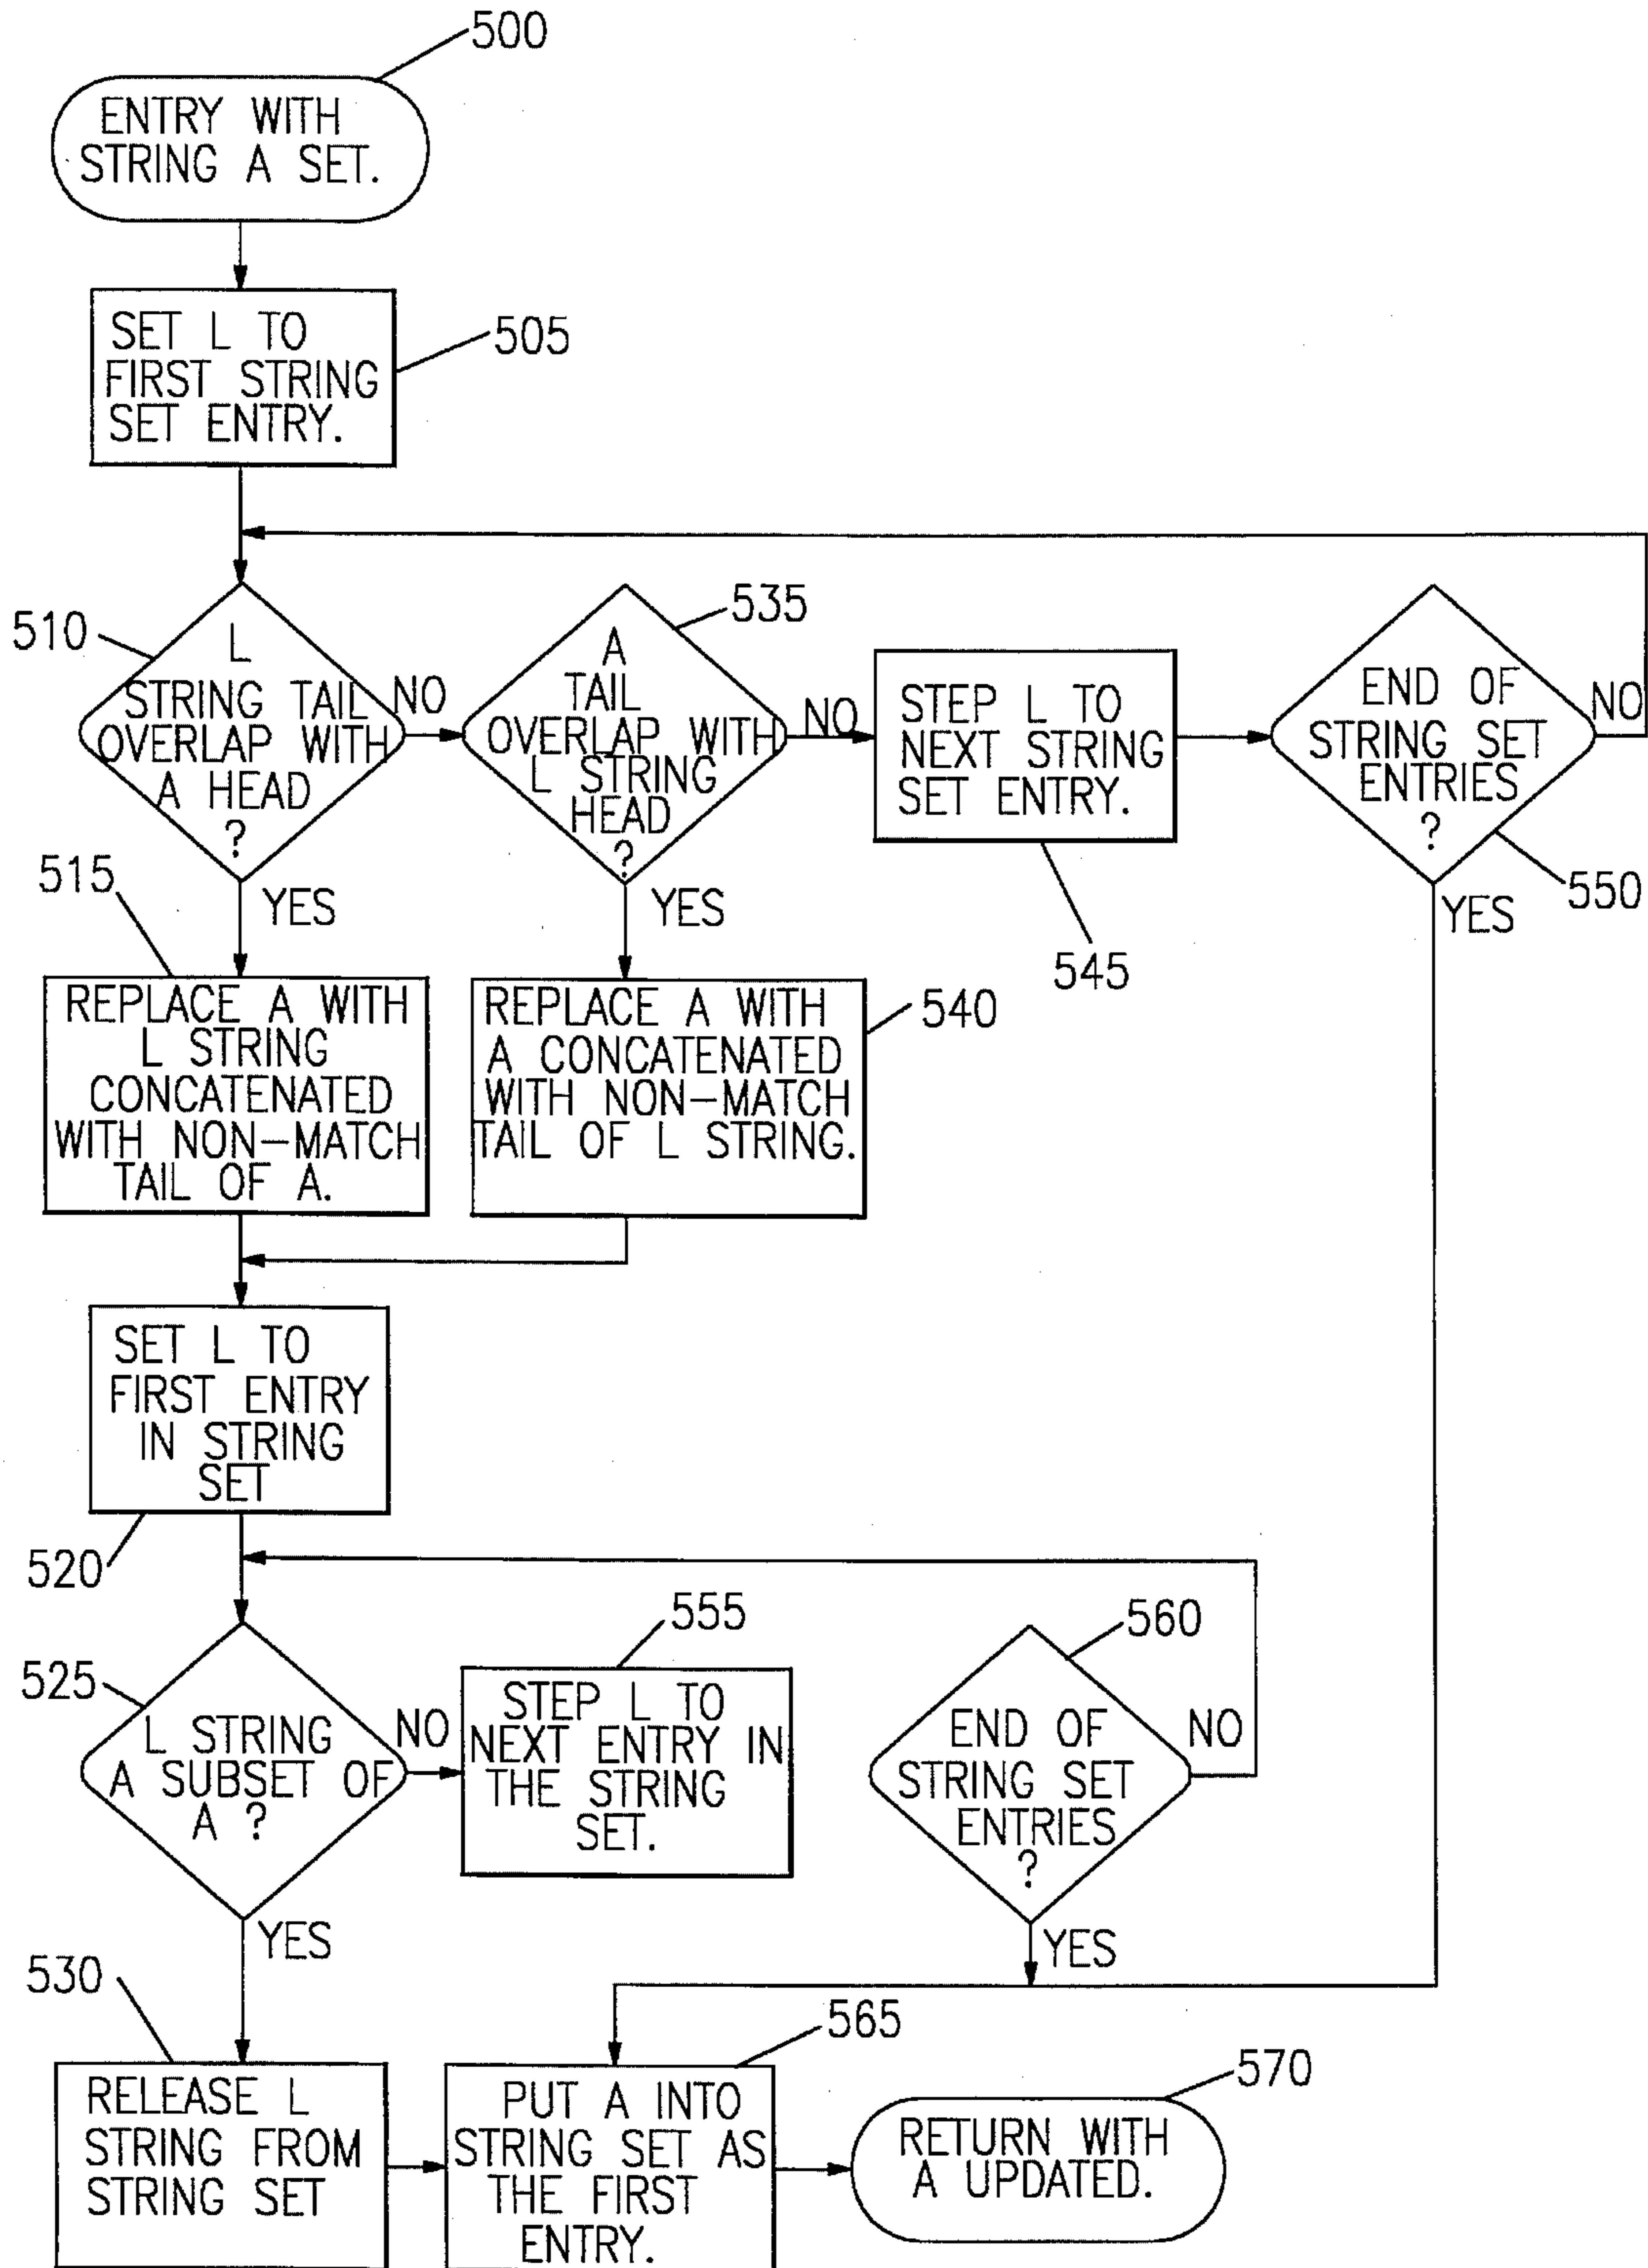 500
ENTRY WITH
STRING A SET.
SET L TO
FIRST STRING
SET ENTRY.
505
510
L
STRING TAIL
OVERLAP WITH
A HEAD
?
NO
YES
535
A
TAIL
OVERLAP WITH
L STRING
HEAD
?
NO
YES
STEP L TO
NEXT STRING
SET ENTRY.
545
END OF
STRING SET
ENTRIES
?
NO
YES
550
515
REPLACE A WITH
L STRING
CONCATENATED
WITH NON-MATCH
TAIL OF A.
REPLACE A WITH
A CONCATENATED
WITH NON-MATCH
TAIL OF L STRING.
540
SET L TO
FIRST ENTRY
IN STRING
SET
520
525
L STRING
A SUBSET OF
A ?
NO
YES
555
STEP L TO
NEXT ENTRY IN
THE STRING
SET.
560
END OF
STRING SET
ENTRIES
?
NO
YES
530
RELEASE L
STRING FROM
STRING SET
565
PUT A INTO
STRING SET AS
THE FIRST
ENTRY.
570
RETURN WITH
A UPDATED.